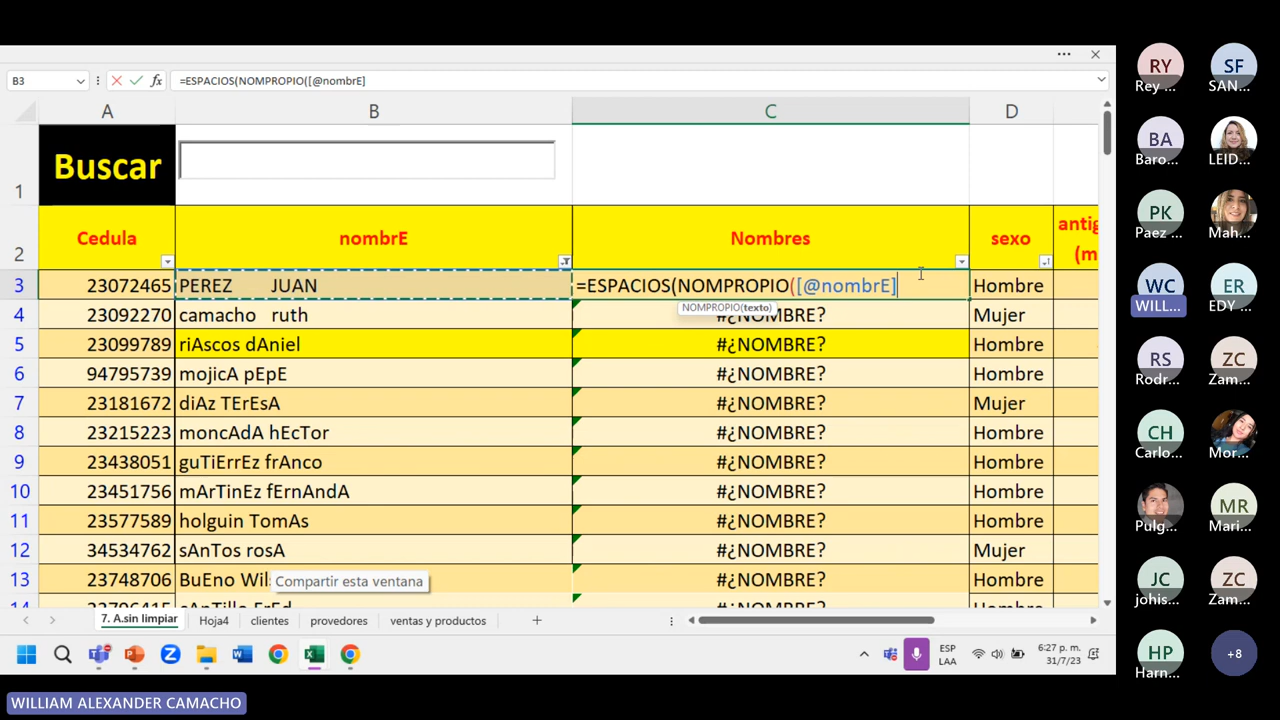 B3
=ESPACIOS(NOMPROPIO([@nombrE]
A B C D
1 Buscar
2 Cedula nombrE Nombres sexo antig
(m
3 23072465 PEREZ JUAN =ESPACIOS(NOMPROPIO([@nombrE] Hombre
NOMPROPIO(texto)
4 23092270 camacho ruth #¿NOMBRE? Mujer
5 23099789 riAscos dAniel #¿NOMBRE? Hombre
6 94795739 mojicA pEpE #¿NOMBRE? Hombre
7 23181672 diAz TErEsA #¿NOMBRE? Mujer
8 23215223 moncAdA hEcTor #¿NOMBRE? Hombre
9 23438051 guTiErrEz frAnco #¿NOMBRE? Hombre
10 23451756 mArTinEz fErnAndA #¿NOMBRE? Hombre
11 23577589 holguin TomAs #¿NOMBRE? Hombre
12 34534762 sAnTos rosA #¿NOMBRE? Mujer
13 23748706 BuEno Wil #¿NOMBRE? Hombre
Compartir esta ventana
7. A.sin limpiar Hoja4 clientes provedores ventas y productos
ESP
LAA
6:27 p. m.
31/7/23
WILLIAM ALEXANDER CAMACHO
RY SF
Rey ... SAN...
BA
Baro... LEID...
PK
Paez ... Mah...
WC ER
WILL... EDY ...
RS ZC
Rodr... Zam...
CH
Carlo... Mor...
MR
Pulg... Mari...
JC ZC
johis... Zam...
HP +8
Harn...